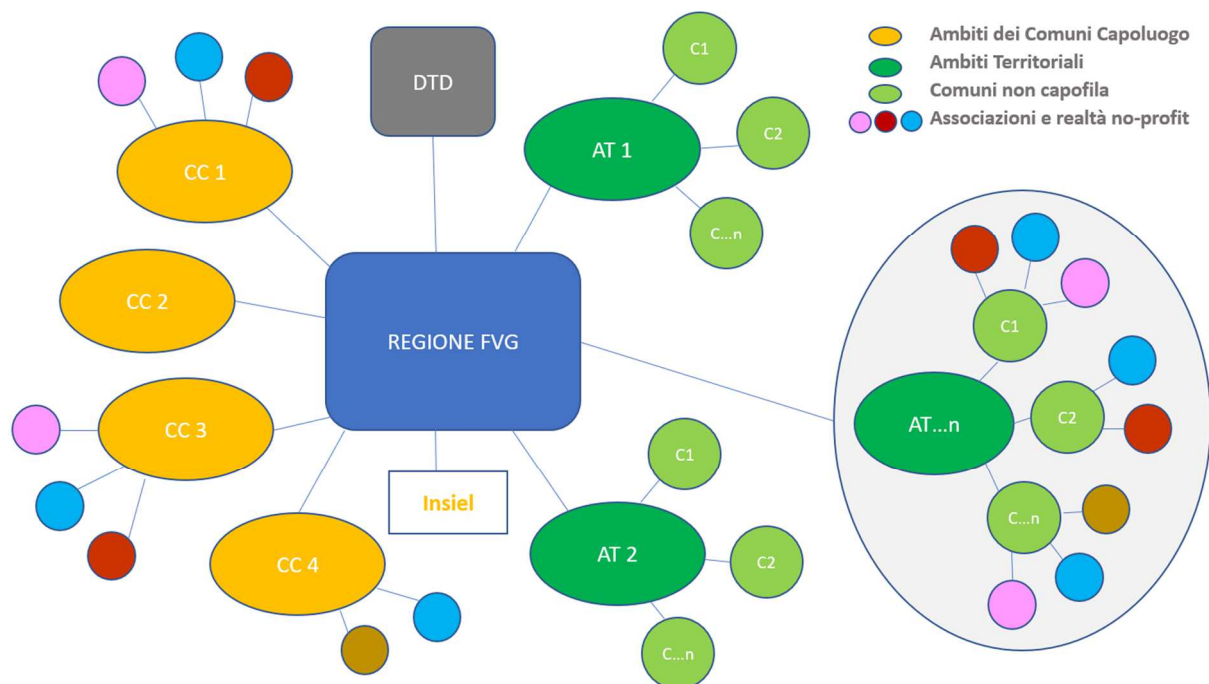 DTD
C1
Ambiti dei Comuni Capoluogo
Ambiti Territoriali
Comuni non capofila
Associazioni e realtà no-profit
CC 1
AT 1
C2
C...n
CC 2
REGIONE FVG
C1
AT...n
C2
C...n
CC 3
Insiel
C1
CC 4
AT 2
C2
C...n